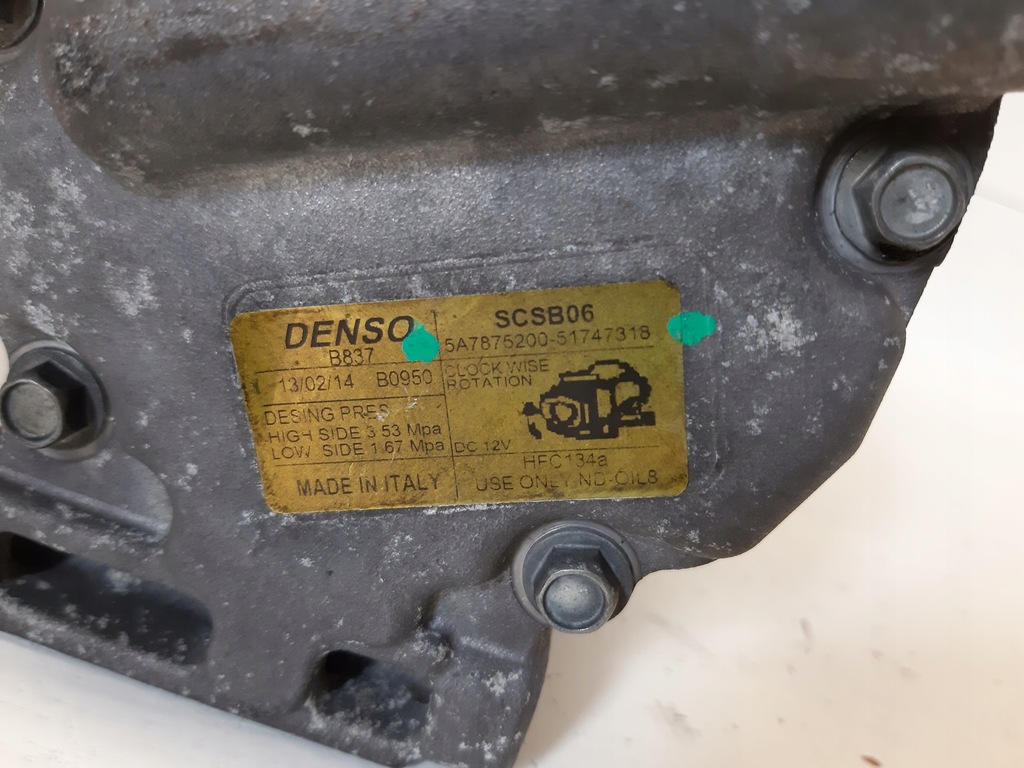 DENSO
B837
13/02/14 B0950
DESING PRES
HIGH SIDE 3.53 Mpa
LOW SIDE 1.67 Mpa
MADE IN ITALY
SCSB06
5A7875200-51747318
CLOCK WISE
ROTATION
DC 12V
HFC134a
USE ONLY ND-OIL8